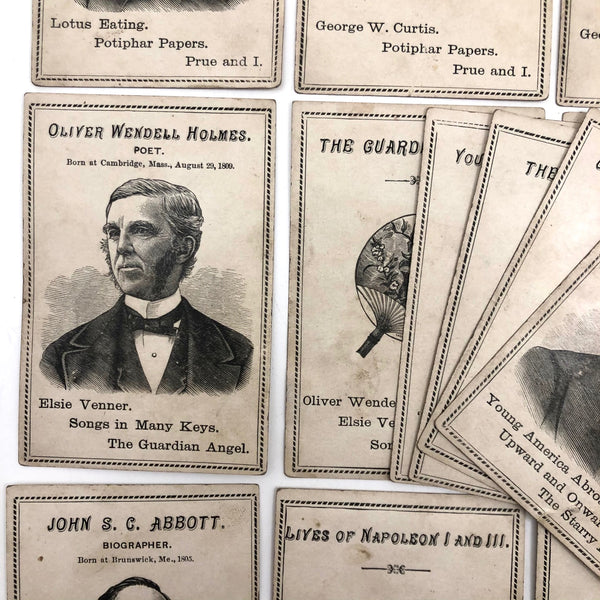 Lotus Eating.
Potiphar Papers.
Prue and I.
George W. Curtis.
Potiphar Papers.
Prue and I.
OLIVER WENDELL HOLMES.
POET.
Born at Cambridge, Mass., August 29, 1809.
Elsie Venner.
Songs in Many Keys.
The Guardian Angel.
THE GUARD
Oliver Wende
Elsie Ve
The
YOU
THE
Young America Abro
Upward and Onwa
The Starry
JOHN S. C. ABBOTT.
BIOGRAPHER.
Born at Brunswick, Me., 1805.
LIVES OF NAPOLEON I AND III.